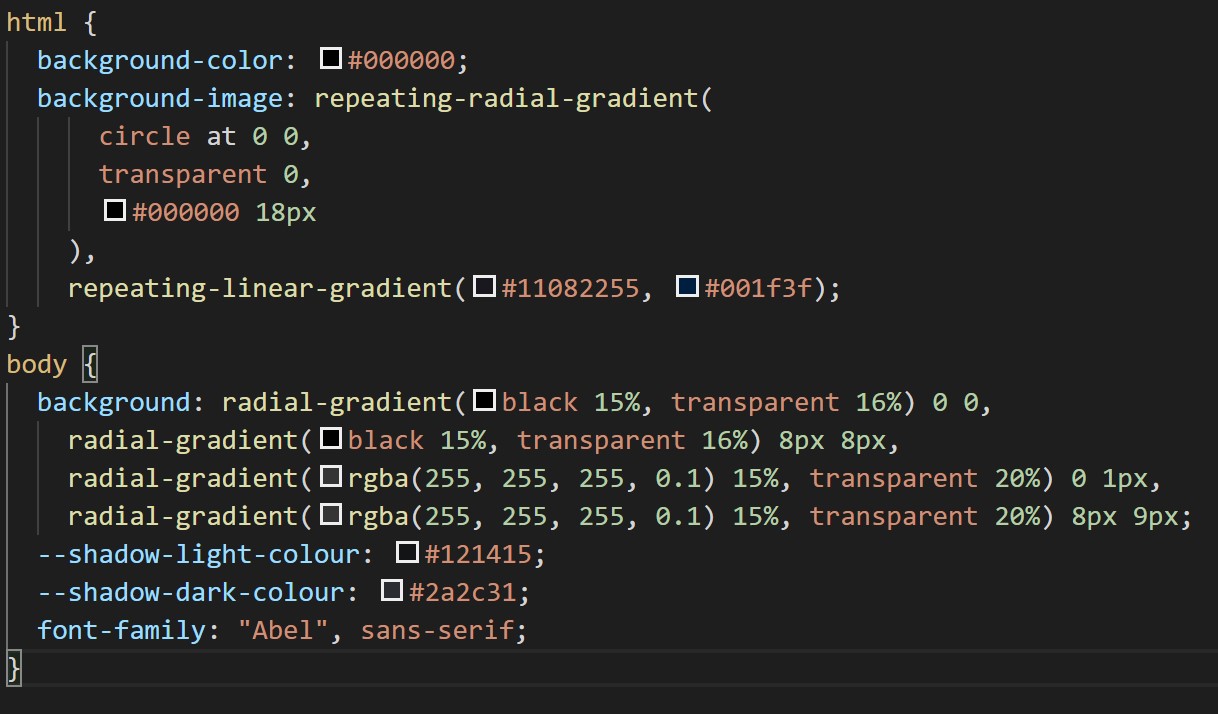 html {
  background-color: #000000;
  background-image: repeating-radial-gradient(
      circle at 0 0,
      transparent 0,
      #000000 18px
    ),
    repeating-linear-gradient(#11082255, #001f3f);
}
body {
  background: radial-gradient(black 15%, transparent 16%) 0 0,
    radial-gradient(black 15%, transparent 16%) 8px 8px,
    radial-gradient(rgba(255, 255, 255, 0.1) 15%, transparent 20%) 0 1px,
    radial-gradient(rgba(255, 255, 255, 0.1) 15%, transparent 20%) 8px 9px;
  --shadow-light-colour: #121415;
  --shadow-dark-colour: #2a2c31;
  font-family: "Abel", sans-serif;
}